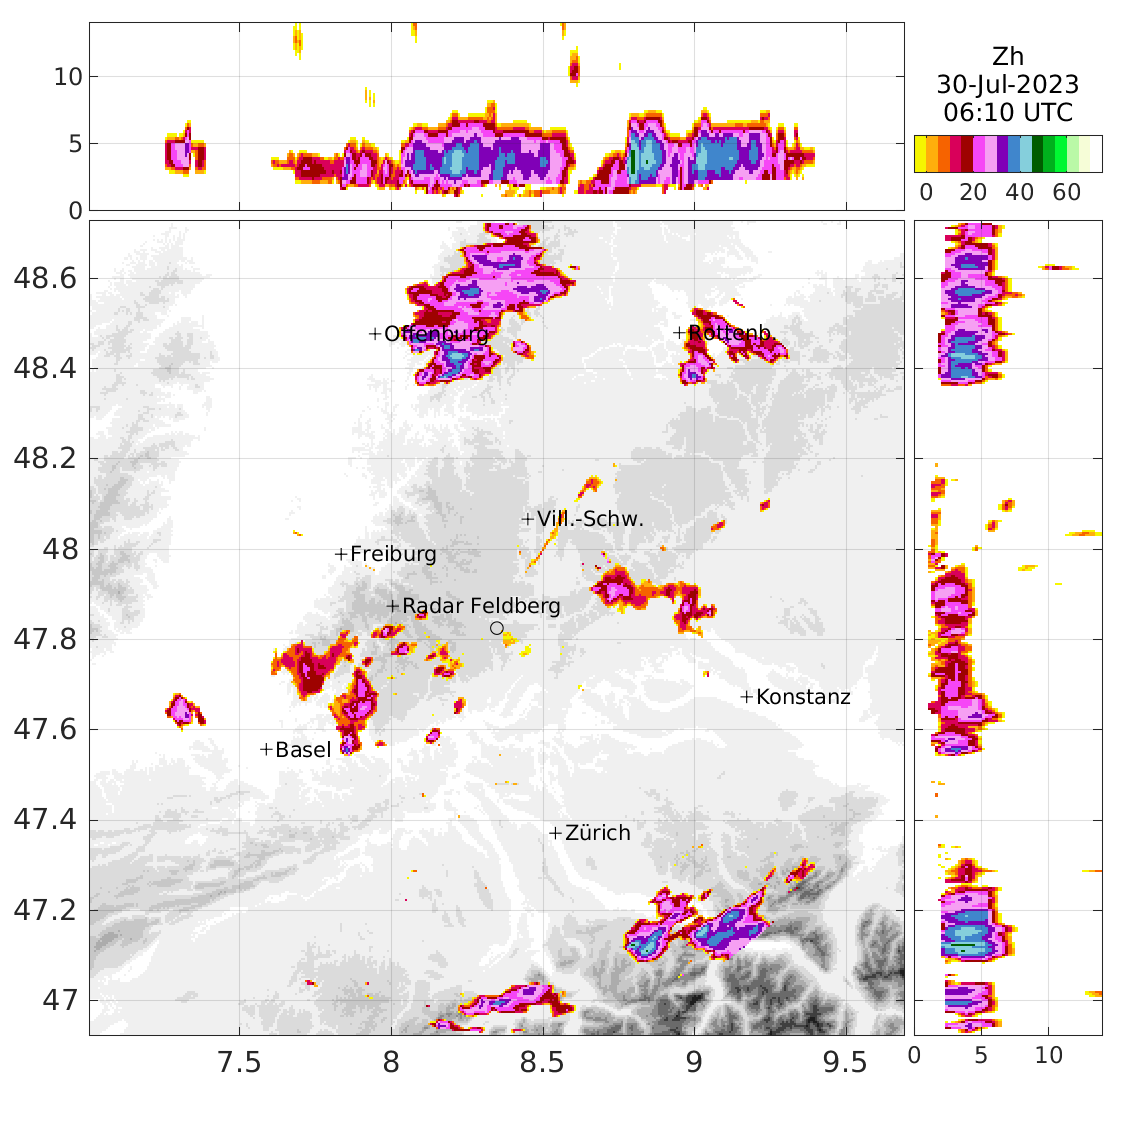 10
5
0
Zh
30-Jul-2023
06:10 UTC
0 20 40 60
48.6
48.4
48.2
48
47.8
47.6
47.4
47.2
47
Offenburg
Rottenb.
Vill.-Schw.
Freiburg
Radar Feldberg
Konstanz
Basel
Zürich
7.5 8 8.5 9 9.5
0 5 10